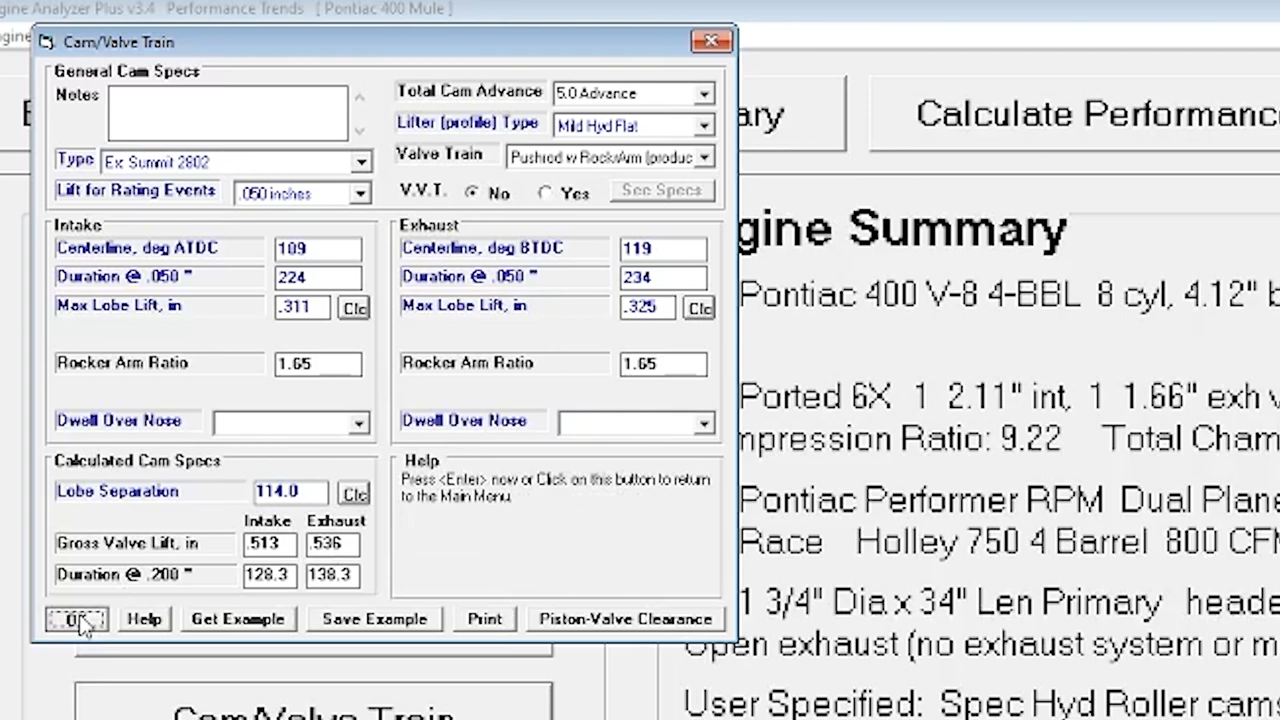 gine Analyzer Plus v3.4 Performance Trends [ Pontiac 400 Mule ]
Cam/Valve Train
General Cam Specs
Notes
Type Ex: Summit 2802
Lift for Rating Events .050 inches
Total Cam Advance 5.0 Advance
Lifter (profile) Type Mild Hyd Flat
Valve Train Pushrod w RockrArm (produc
V.V.T. No Yes See Specs
Intake
Centerline, deg ATDC 109
Duration @ .050 " 224
Max Lobe Lift, in .311 Clc
Rocker Arm Ratio 1.65
Dwell Over Nose
Exhaust
Centerline, deg BTDC 119
Duration @ .050 " 234
Max Lobe Lift, in .325 Clc
Rocker Arm Ratio 1.65
Dwell Over Nose
Calculated Cam Specs
Lobe Separation 114.0 Clc
Intake Exhaust
Gross Valve Lift, in .513 .536
Duration @ .200 " 128.3 138.3
Help
Press <Enter> now or Click on this button to return
to the Main Menu.
Help Get Example Save Example Print Piston-Valve Clearance
ary
Calculate Performanc
gine Summary
Pontiac 400 V-8 4-BBL 8 cyl, 4.12" b
Ported 6X 1 2.11" int, 1 1.66" exh v
mpression Ratio: 9.22 Total Cham
Pontiac Performer RPM Dual Plane
Race Holley 750 4 Barrel 800 CF
1 3/4" Dia x 34" Len Primary heade
Open exhaust (no exhaust system or m
User Specified: Spec Hyd Roller cams
Cam/Valve Train